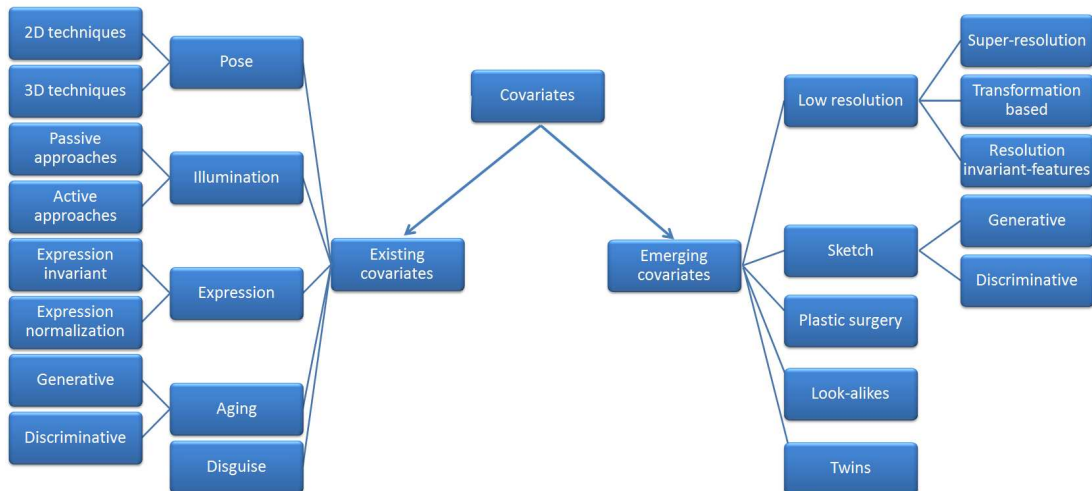 Covariates
Existing
covariates
Pose
2D techniques
3D techniques
Illumination
Passive
approaches
Active
approaches
Expression
Expression
invariant
Expression
normalization
Aging
Generative
Discriminative
Disguise
Emerging
covariates
Low resolution
Super-resolution
Transformation
based
Resolution
invariant-features
Sketch
Generative
Discriminative
Plastic surgery
Look-alikes
Twins